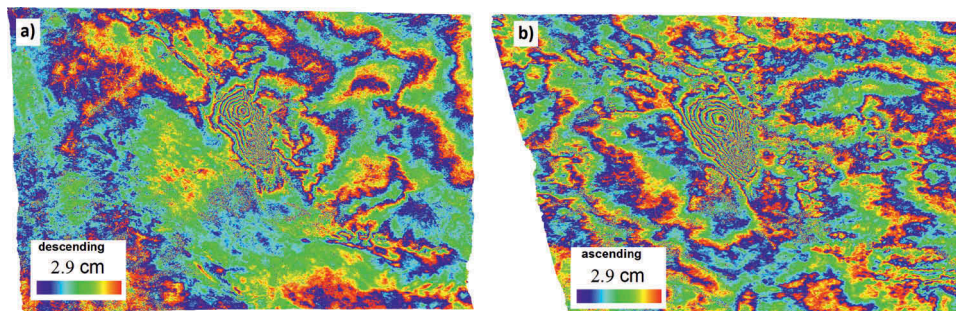 a)
descending
2.9 cm
b)
ascending
2.9 cm